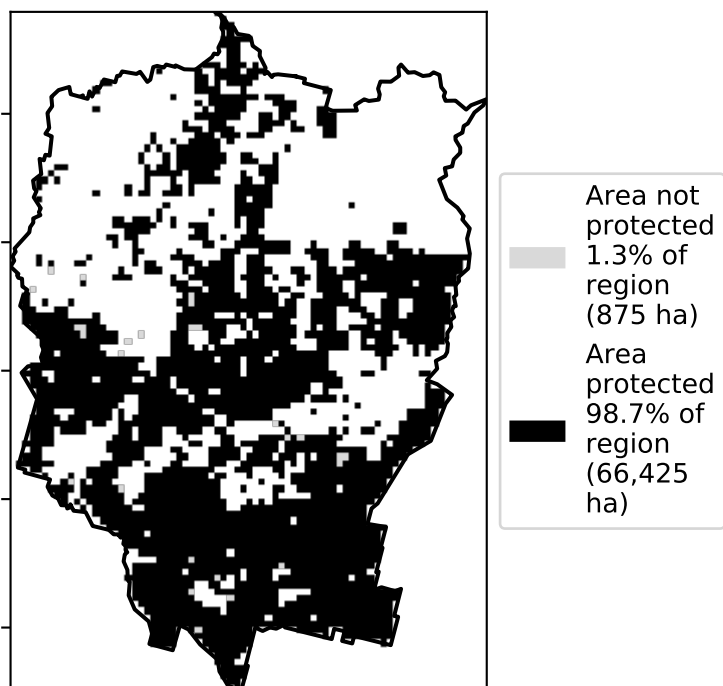 Area not
protected
1.3% of
region
(875 ha)
Area
protected
98.7% of
region
(66,425
ha)